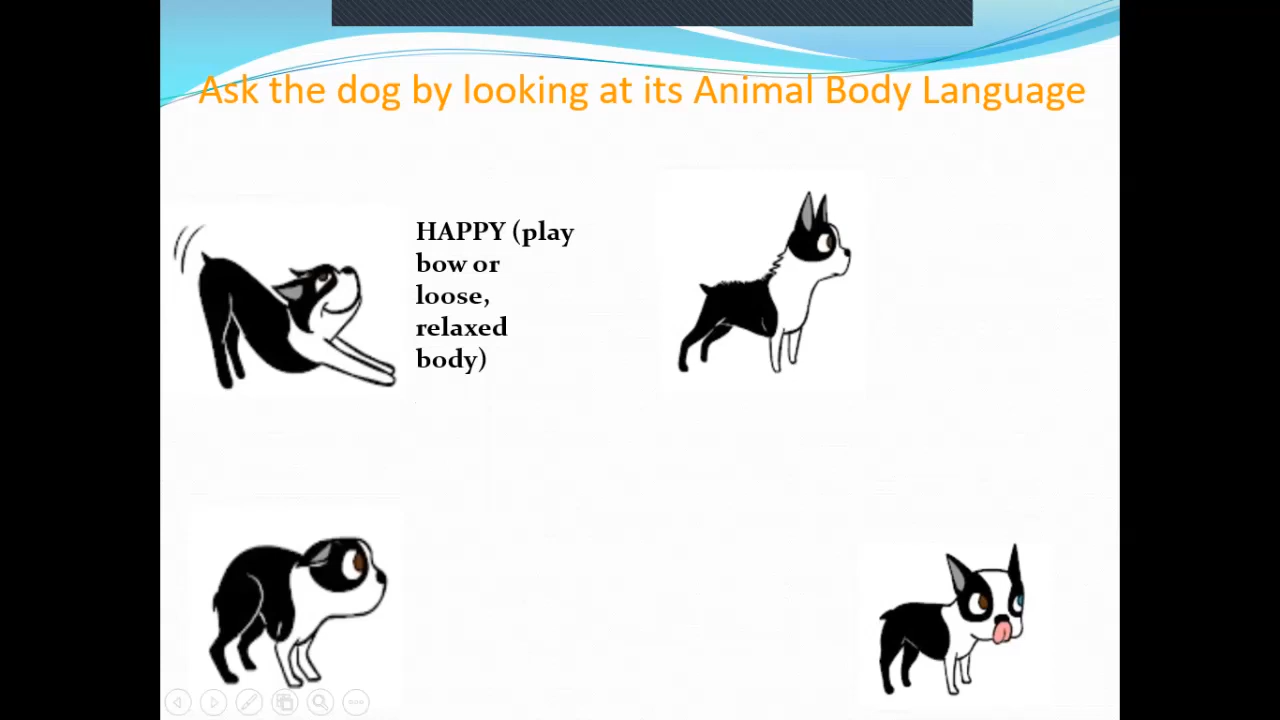 Ask the dog by looking at its Animal Body Language
HAPPY (play
bow or
loose,
relaxed
body)